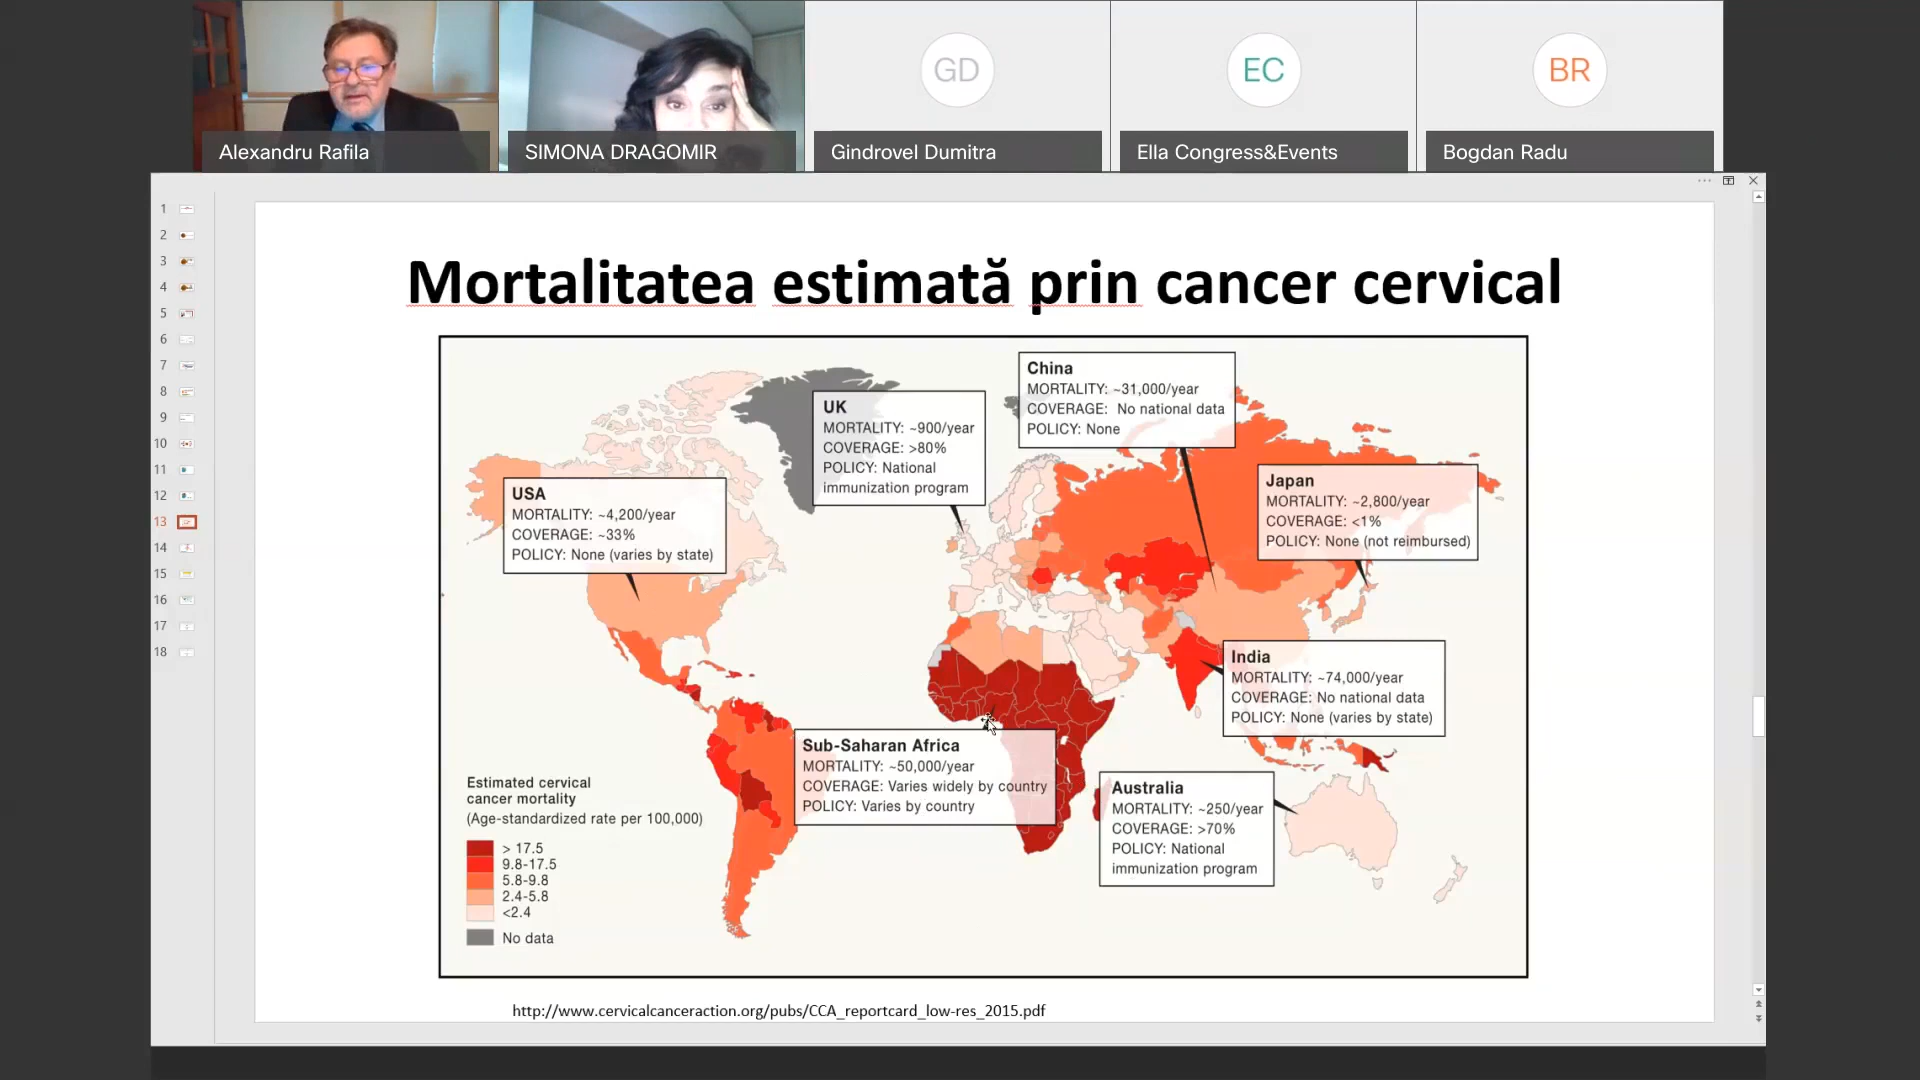 GD
EC
BR
Alexandru Rafila
SIMONA DRAGOMIR
Gindrovel Dumitra
Ella Congress&Events
Bogdan Radu
1
2
3
4
5
6
7
8
9
10
11
12
13
14
15
16
17
18
Mortalitatea estimată prin cancer cervical
China
MORTALITY: ~31,000/year
COVERAGE: No national data
POLICY: None
UK
MORTALITY: ~900/year
COVERAGE: >80%
POLICY: National
immunization program
Japan
MORTALITY: ~2,800/year
COVERAGE: <1%
POLICY: None (not reimbursed)
USA
MORTALITY: ~4,200/year
COVERAGE: ~33%
POLICY: None (varies by state)
India
MORTALITY: ~74,000/year
COVERAGE: No national data
POLICY: None (varies by state)
Sub-Saharan Africa
MORTALITY: ~50,000/year
COVERAGE: Varies widely by country
POLICY: Varies by country
Australia
MORTALITY: ~250/year
COVERAGE: >70%
POLICY: National
immunization program
Estimated cervical
cancer mortality
(Age-standardized rate per 100,000)
> 17.5
9.8-17.5
5.8-9.8
2.4-5.8
<2.4
No data
http://www.cervicalcanceraction.org/pubs/CCA_reportcard_low-res_2015.pdf